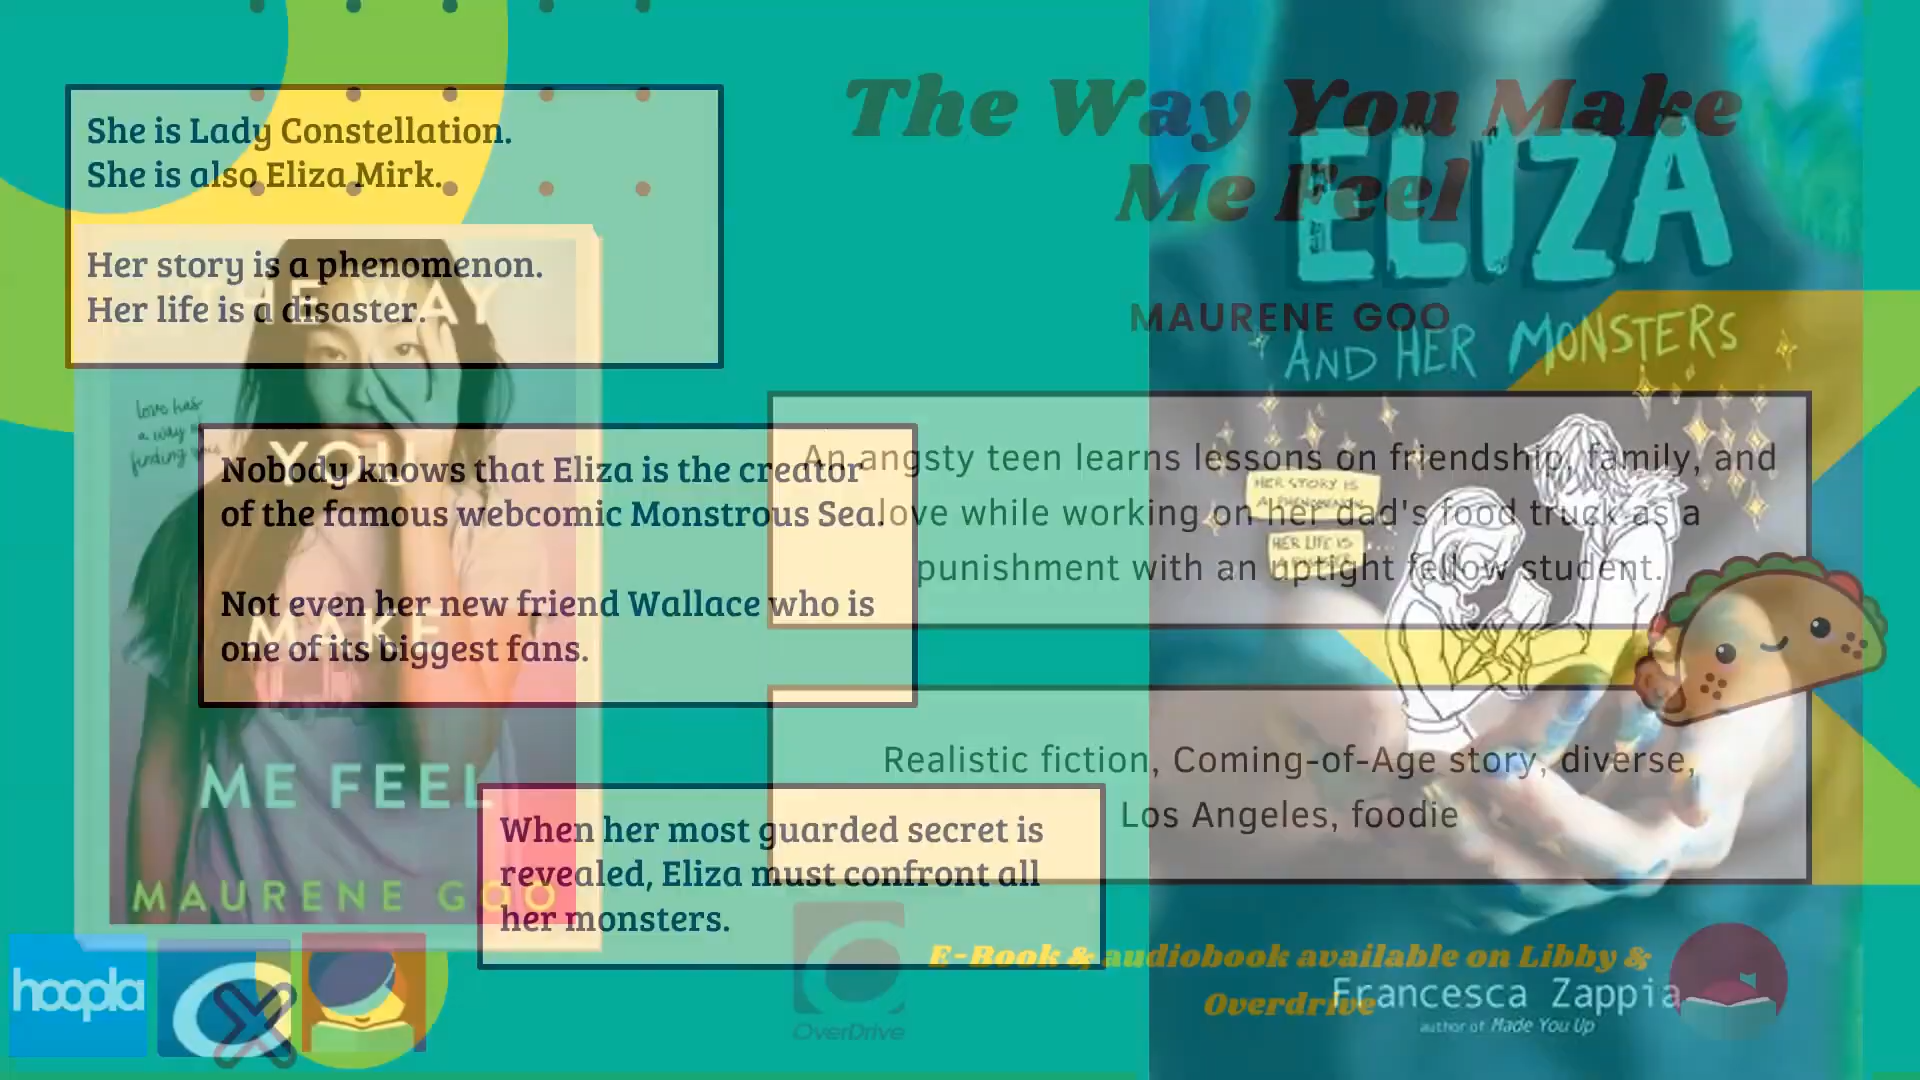 She is Lady Constellation.
She is also Eliza Mirk.
Her story is a phenomenon.
Her life is a disaster.
Nobody knows that Eliza is the creator
of the famous webcomic Monstrous Sea.
Not even her new friend Wallace who is
one of its biggest fans.
When her most guarded secret is
revealed, Eliza must confront all
her monsters.
hoopla
The Way You Make
Me Feel
MAURENE GOO
An angsty teen learns lessons on friendship, family, and
love while working on her dad's food truck as a
punishment with an uptight fellow student.
Realistic fiction, Coming-of-Age story, diverse,
Los Angeles, foodie
E-Book & audiobook available on Libby &
Overdrive
OverDrive
THE WAY
YOU
MAKE
ME FEEL
MAURENE GOO
love has
a way of
finding you
ELIZA
AND HER MONSTERS
HER STORY IS
A PHENOMENON
HER LIFE IS
Francesca Zappia
author of Made You Up